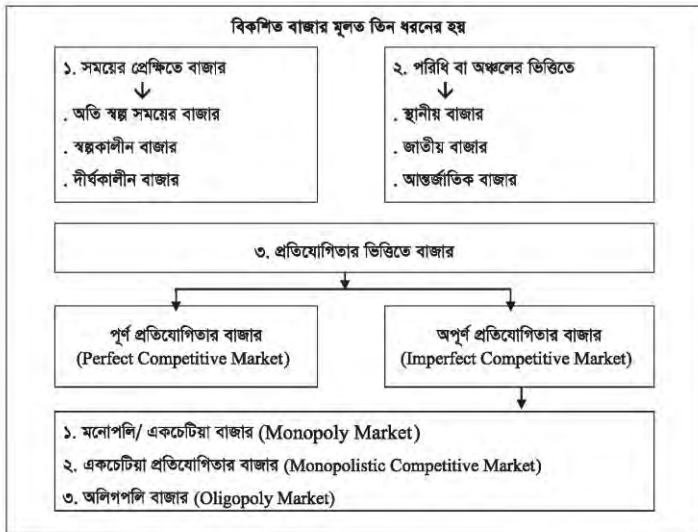 বিকশিত বাজার মূলত তিন ধরনের হয়
১. সময়ের প্রেক্ষিতে বাজার
. অতি স্বল্প সময়ের বাজার
. স্বল্পকালীন বাজার
. দীর্ঘকালীন বাজার
২. পরিধি বা অঞ্চলের ভিত্তিতে
. স্থানীয় বাজার
. জাতীয় বাজার
. আন্তর্জাতিক বাজার
৩. প্রতিযোগিতার ভিত্তিতে বাজার
পূর্ণ প্রতিযোগিতার বাজার
(Perfect Competitive Market)
অপূর্ণ প্রতিযোগিতার বাজার
(Imperfect Competitive Market)
১. মনোপলি/ একচেটিয়া বাজার (Monopoly Market)
২. একচেটিয়া প্রতিযোগিতার বাজার (Monopolistic Competitive Market)
৩. অলিগপলি বাজার (Oligopoly Market)